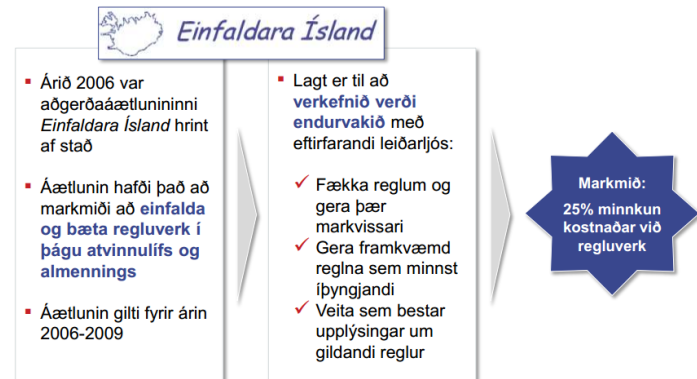 Einfaldara Ísland
Árið 2006 var
aðgerðaáætlunininni
Einfaldara Ísland hrint
af stað
Áætlunin hafði það að
markmiði að einfalda
og bæta regluverk í
þágu atvinnulífs og
almennings
Áætlunin gilti fyrir árin
2006-2009
Lagt er til að
verkefnið verði
endurvakið með
eftirfarandi leiðarljós:
Fækka reglum og
gera þær
markvissari
Gera framkvæmd
reglna sem minnst
íþyngjandi
Veita sem bestar
upplýsingar um
gildandi reglur
Markmið:
25% minnkun
kostnaðar við
regluverk